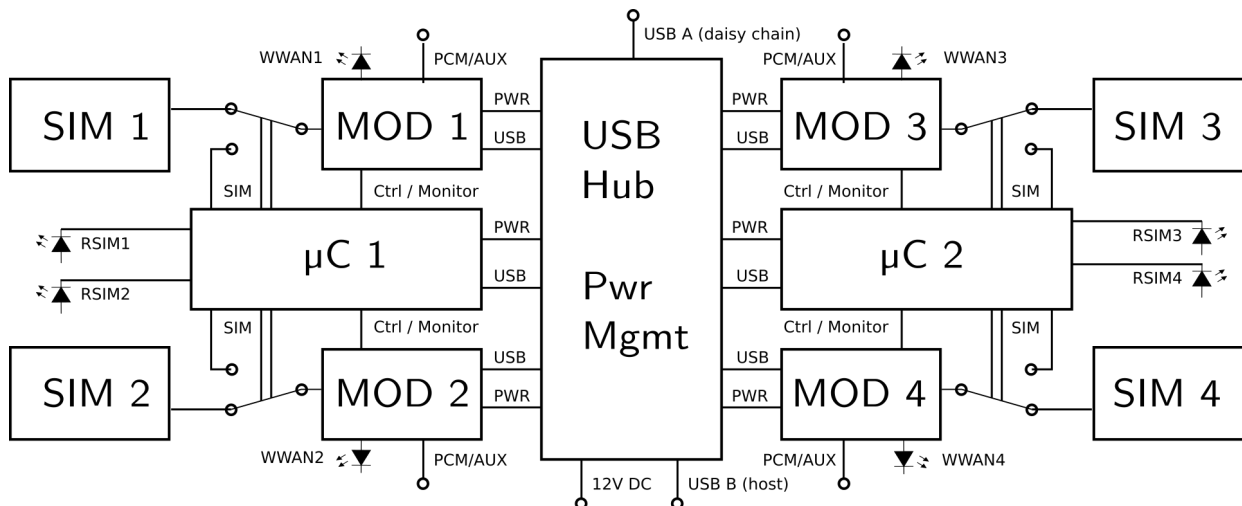 USB A (daisy chain)
WWAN1
PCM/AUX
PCM/AUX
WWAN3
SIM 1
MOD 1
PWR
USB
USB
Hub
PWR
USB
MOD 3
SIM 3
SIM
Ctrl / Monitor
Ctrl / Monitor
SIM
RSIM1
RSIM2
µC 1
PWR
USB
Pwr
Mgmt
PWR
USB
µC 2
RSIM3
RSIM4
SIM
Ctrl / Monitor
Ctrl / Monitor
SIM
SIM 2
MOD 2
USB
PWR
USB
PWR
MOD 4
SIM 4
WWAN2
PCM/AUX
PCM/AUX
WWAN4
12V DC
USB B (host)